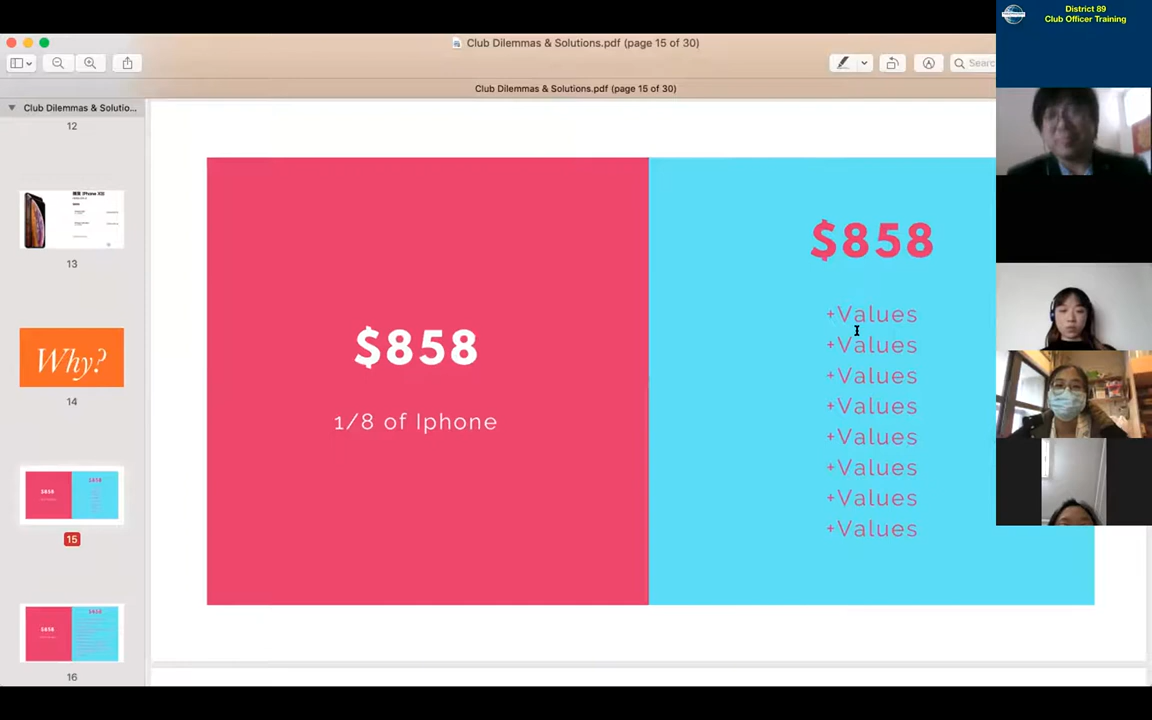 Club Dilemmas & Solutions.pdf (page 15 of 30)
Searc
Club Dilemmas & Solutions.pdf (page 15 of 30)
Club Dilemmas & Solutio...
12
13
Why?
14
15
16
$858
1/8 of Iphone
$858
+Values
+Values
+Values
+Values
+Values
+Values
+Values
+Values
District 89
Club Officer Training